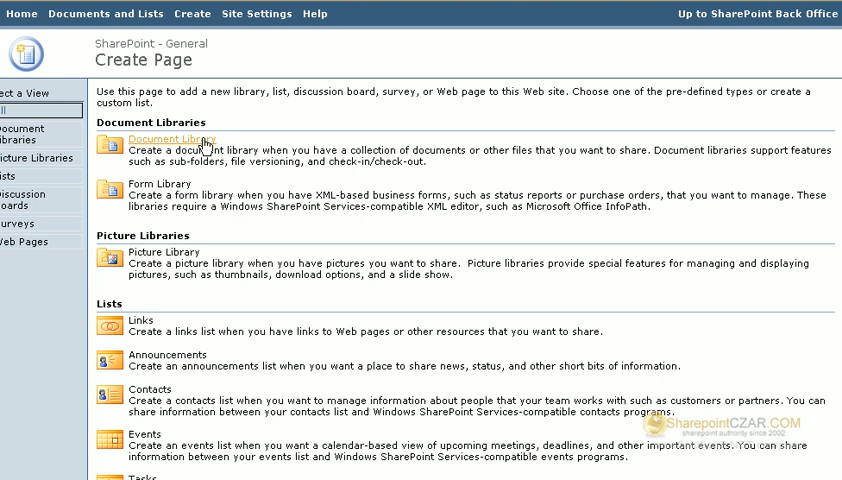 Home Documents and Lists Create Site Settings Help Up to SharePoint Back Office
SharePoint - General
Create Page
ect a View
ll
Document
ibraries
icture Libraries
ists
iscussion
oards
urveys
Web Pages
Use this page to add a new library, list, discussion board, survey, or Web page to this Web site. Choose one of the pre-defined types or create a
custom list.
Document Libraries
Document Library
Create a document library when you have a collection of documents or other files that you want to share. Document libraries support features
such as sub-folders, file versioning, and check-in/check-out.
Form Library
Create a form library when you have XML-based business forms, such as status reports or purchase orders, that you want to manage. These
libraries require a Windows SharePoint Services-compatible XML editor, such as Microsoft Office InfoPath.
Picture Libraries
Picture Library
Create a picture library when you have pictures you want to share. Picture libraries provide special features for managing and displaying
pictures, such as thumbnails, download options, and a slide show.
Lists
Links
Create a links list when you have links to Web pages or other resources that you want to share.
Announcements
Create an announcements list when you want a place to share news, status, and other short bits of information.
Contacts
Create a contacts list when you want to manage information about people that your team works with such as customers or partners. You can
share information between your contacts list and Windows SharePoint Services-compatible contacts programs.
SharepointCZAR.COM
sharepoint authority since 2002
Events
Create an events list when you want a calendar-based view of upcoming meetings, deadlines, and other important events. You can share
information between your events list and Windows SharePoint Services-compatible events programs.
Tasks